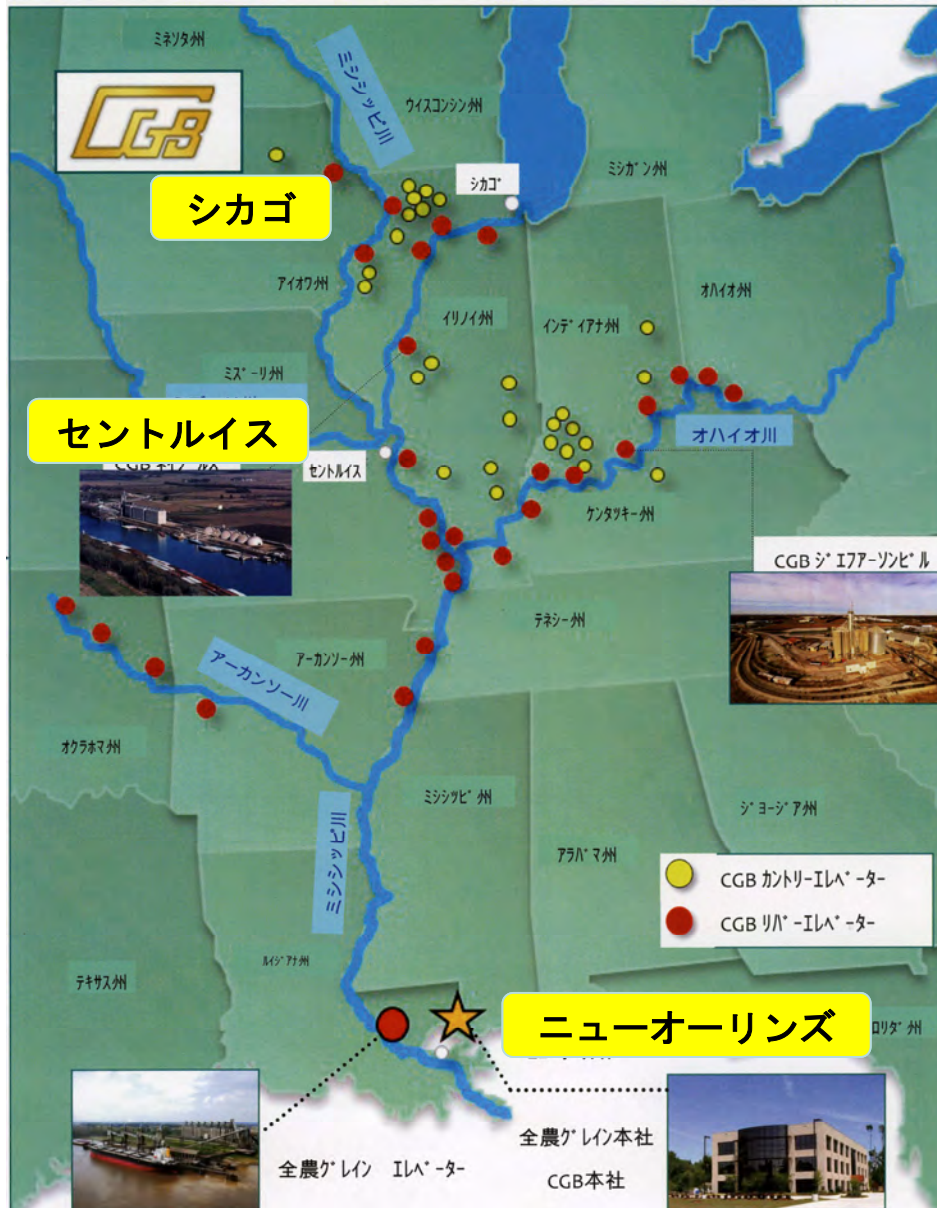 ミネソタ州
ミシシッピ川
ウイスコンシン州
CGB
シカゴ
シカゴ
ミシガン州
アイオワ州
イリノイ州
インディアナ州
オハイオ州
ミズーリ州
セントルイス
セントルイス
オハイオ川
ケンタッキー州
CGB ジェファーソンビル
テネシー州
アーカンソー州
アーカンソー川
オクラホマ州
ミシシッピ州
ジョージア州
アラバマ州
ミシシッピ川
CGB カントリーエレベーター
CGB リバーエレベーター
ルイジアナ州
テキサス州
ニューオーリンズ
ロリダ州
全農グレイン エレベーター
全農グレイン本社
CGB本社